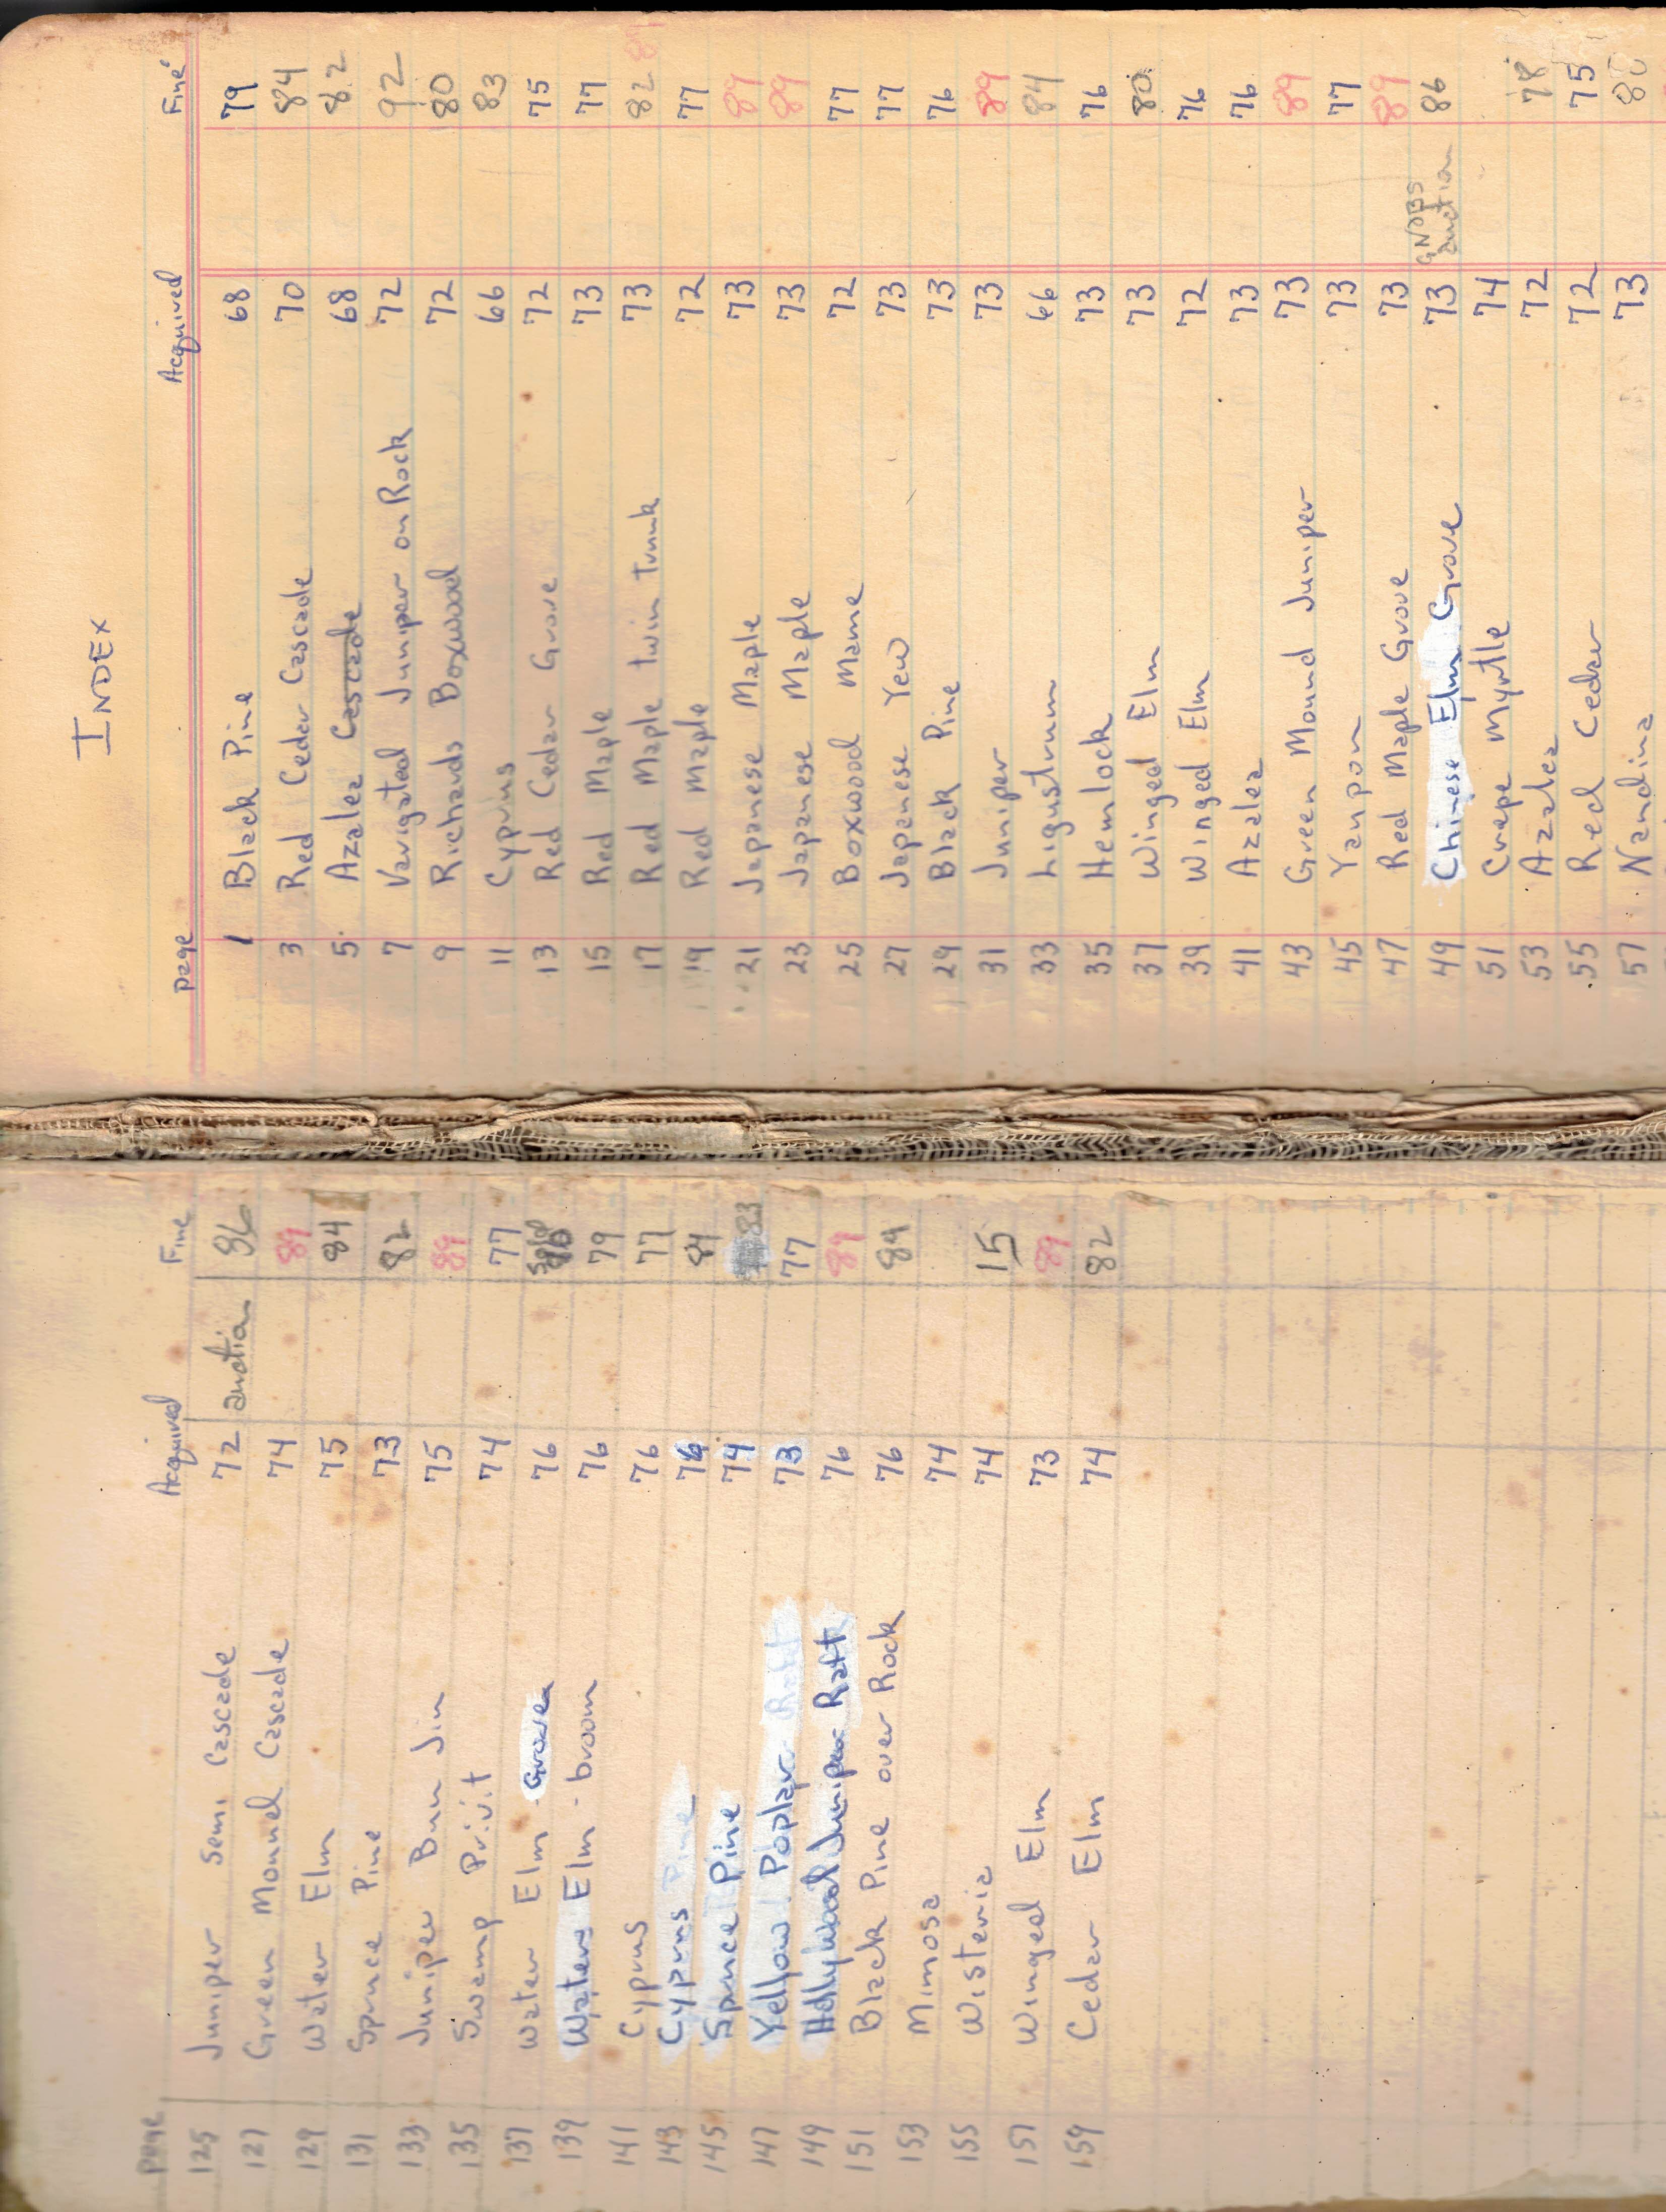 page Acquired Fine
125 Juniper Semi Cascade 72 auction 86
127 Green Mounnd Cascade 74 89
129 Water Elm 75 84
131 Spruce Pine 73 82
133 Juniper Bun Jin 75 89
135 Swamp Privit 74 77
137 Water Elm - Grove 76 Sold
139 Waters Elm - broom 76 79
141 Cyprus 76 77
143 Cyprus Pine 76 84
145 Spruce Pine 74 83
147 Yellow Poplar Raft 73 77
149 Hollywood Juniper Raft 76 89
151 Black Pine over Rock 76 84
153 Mimosa 74
155 Wisteria 74 15
157 Winged Elm 73 89
159 Cedar Elm 74 82
INDEX
page Acquired Fine
1 Black Pine 68 79
3 Red Cedar Cascade 70 84
5 Azalea Cascade 68 82
7 Varigated Juniper on Rock 72 92
9 Richards Boxwood 72 80
11 Cyprus 66 83
13 Red Cedar Grove 72 75
15 Red Maple 73 77
17 Red Maple twin trunk 73 82 89
19 Red Maple 72 77
21 Japanese Maple 73 89
23 Japanese Maple 73 89
25 Boxwood Mame 72 77
27 Japanese Yew 73 77
29 Black Pine 73 76
31 Juniper 73 89
33 Ligustrum 66 84
35 Hemlock 73 76
37 Winged Elm 73 80
39 Winged Elm 72 76
41 Azalea 73 76
43 Green Mound Juniper 73 89
45 Yaupon 73 77
47 Red Maple Grove 73 89
49 Chinese Elm Grove 73 GNOBS auction 86
51 Crepe Myrtle 74
53 Azalea 72 78
55 Red Cedar 72 75
57 Nandina 73 80